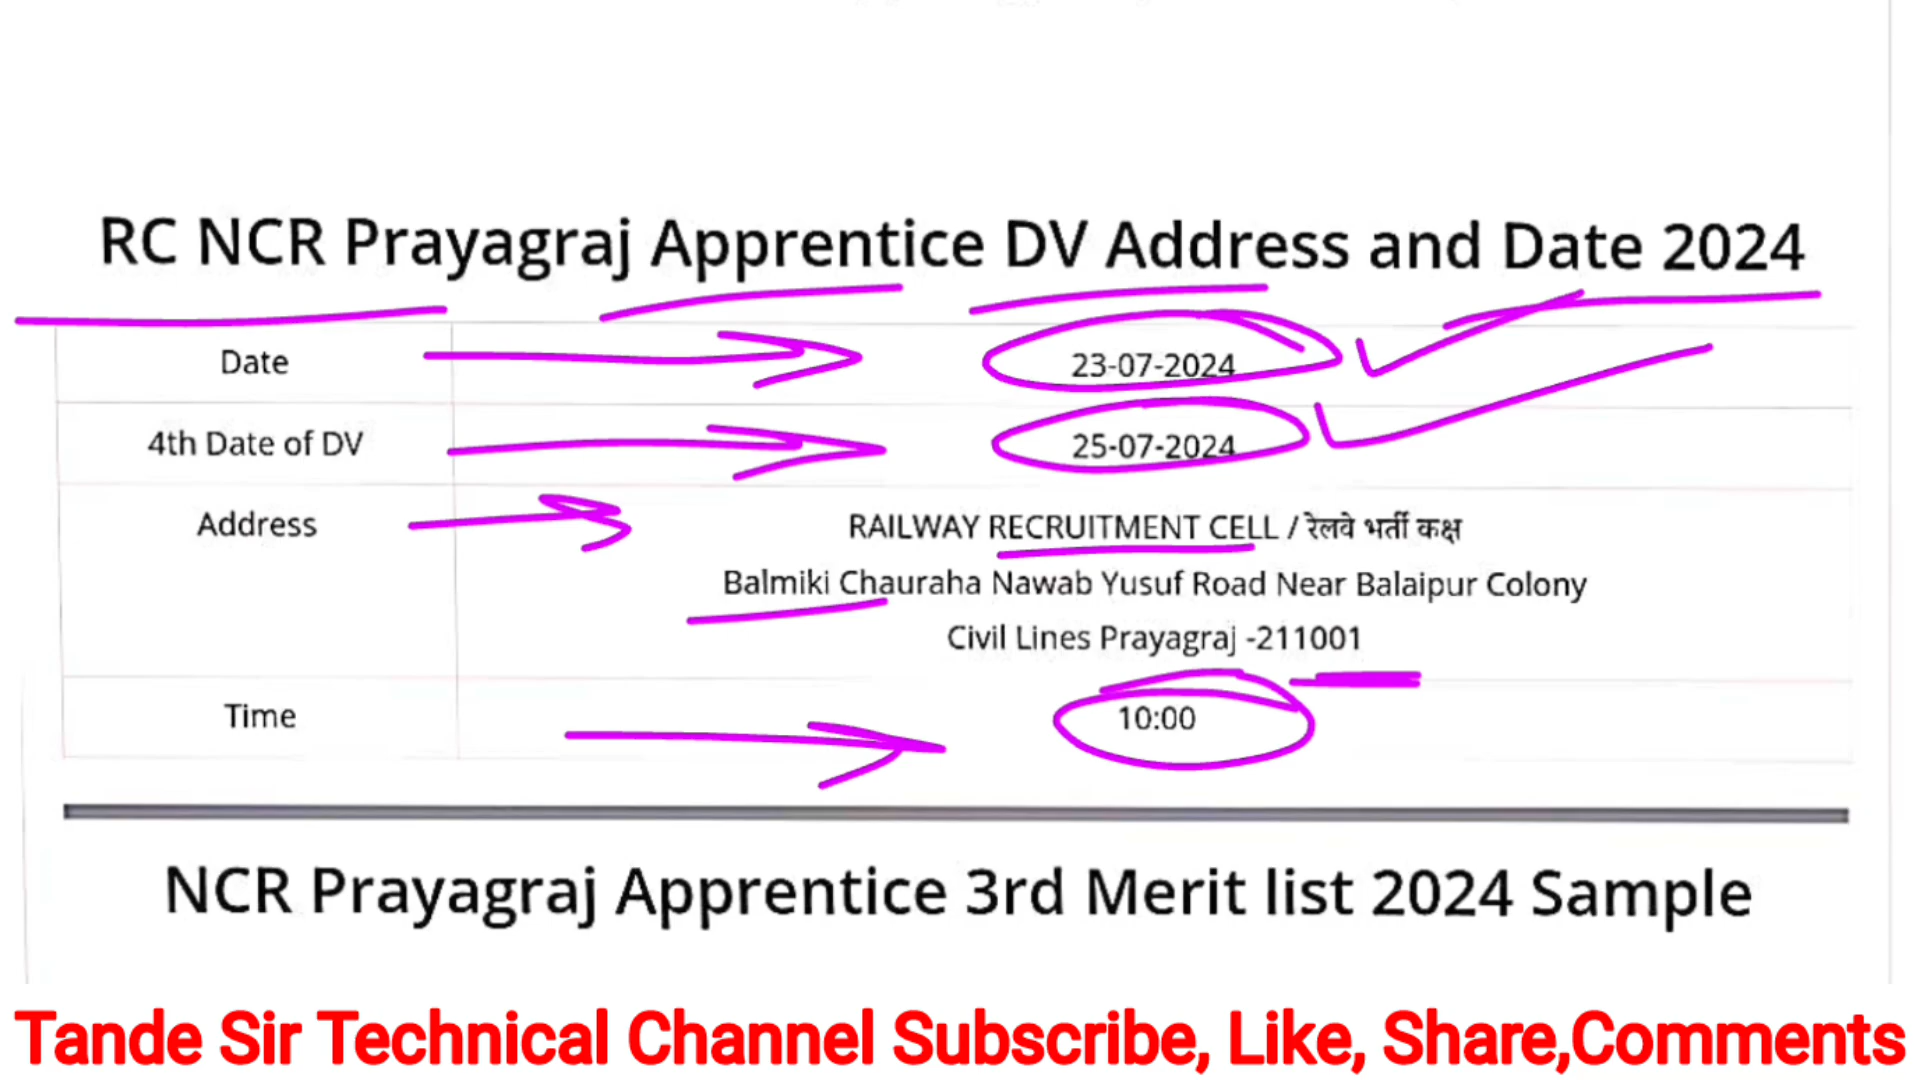 RC NCR Prayagraj Apprentice DV Address and Date 2024
Date 23-07-2024
4th Date of DV 25-07-2024
Address RAILWAY RECRUITMENT CELL / रेलवे भर्ती कक्ष
Balmiki Chauraha Nawab Yusuf Road Near Balaipur Colony
Civil Lines Prayagraj -211001
Time 10:00
NCR Prayagraj Apprentice 3rd Merit list 2024 Sample
Tande Sir Technical Channel Subscribe, Like, Share,Comments